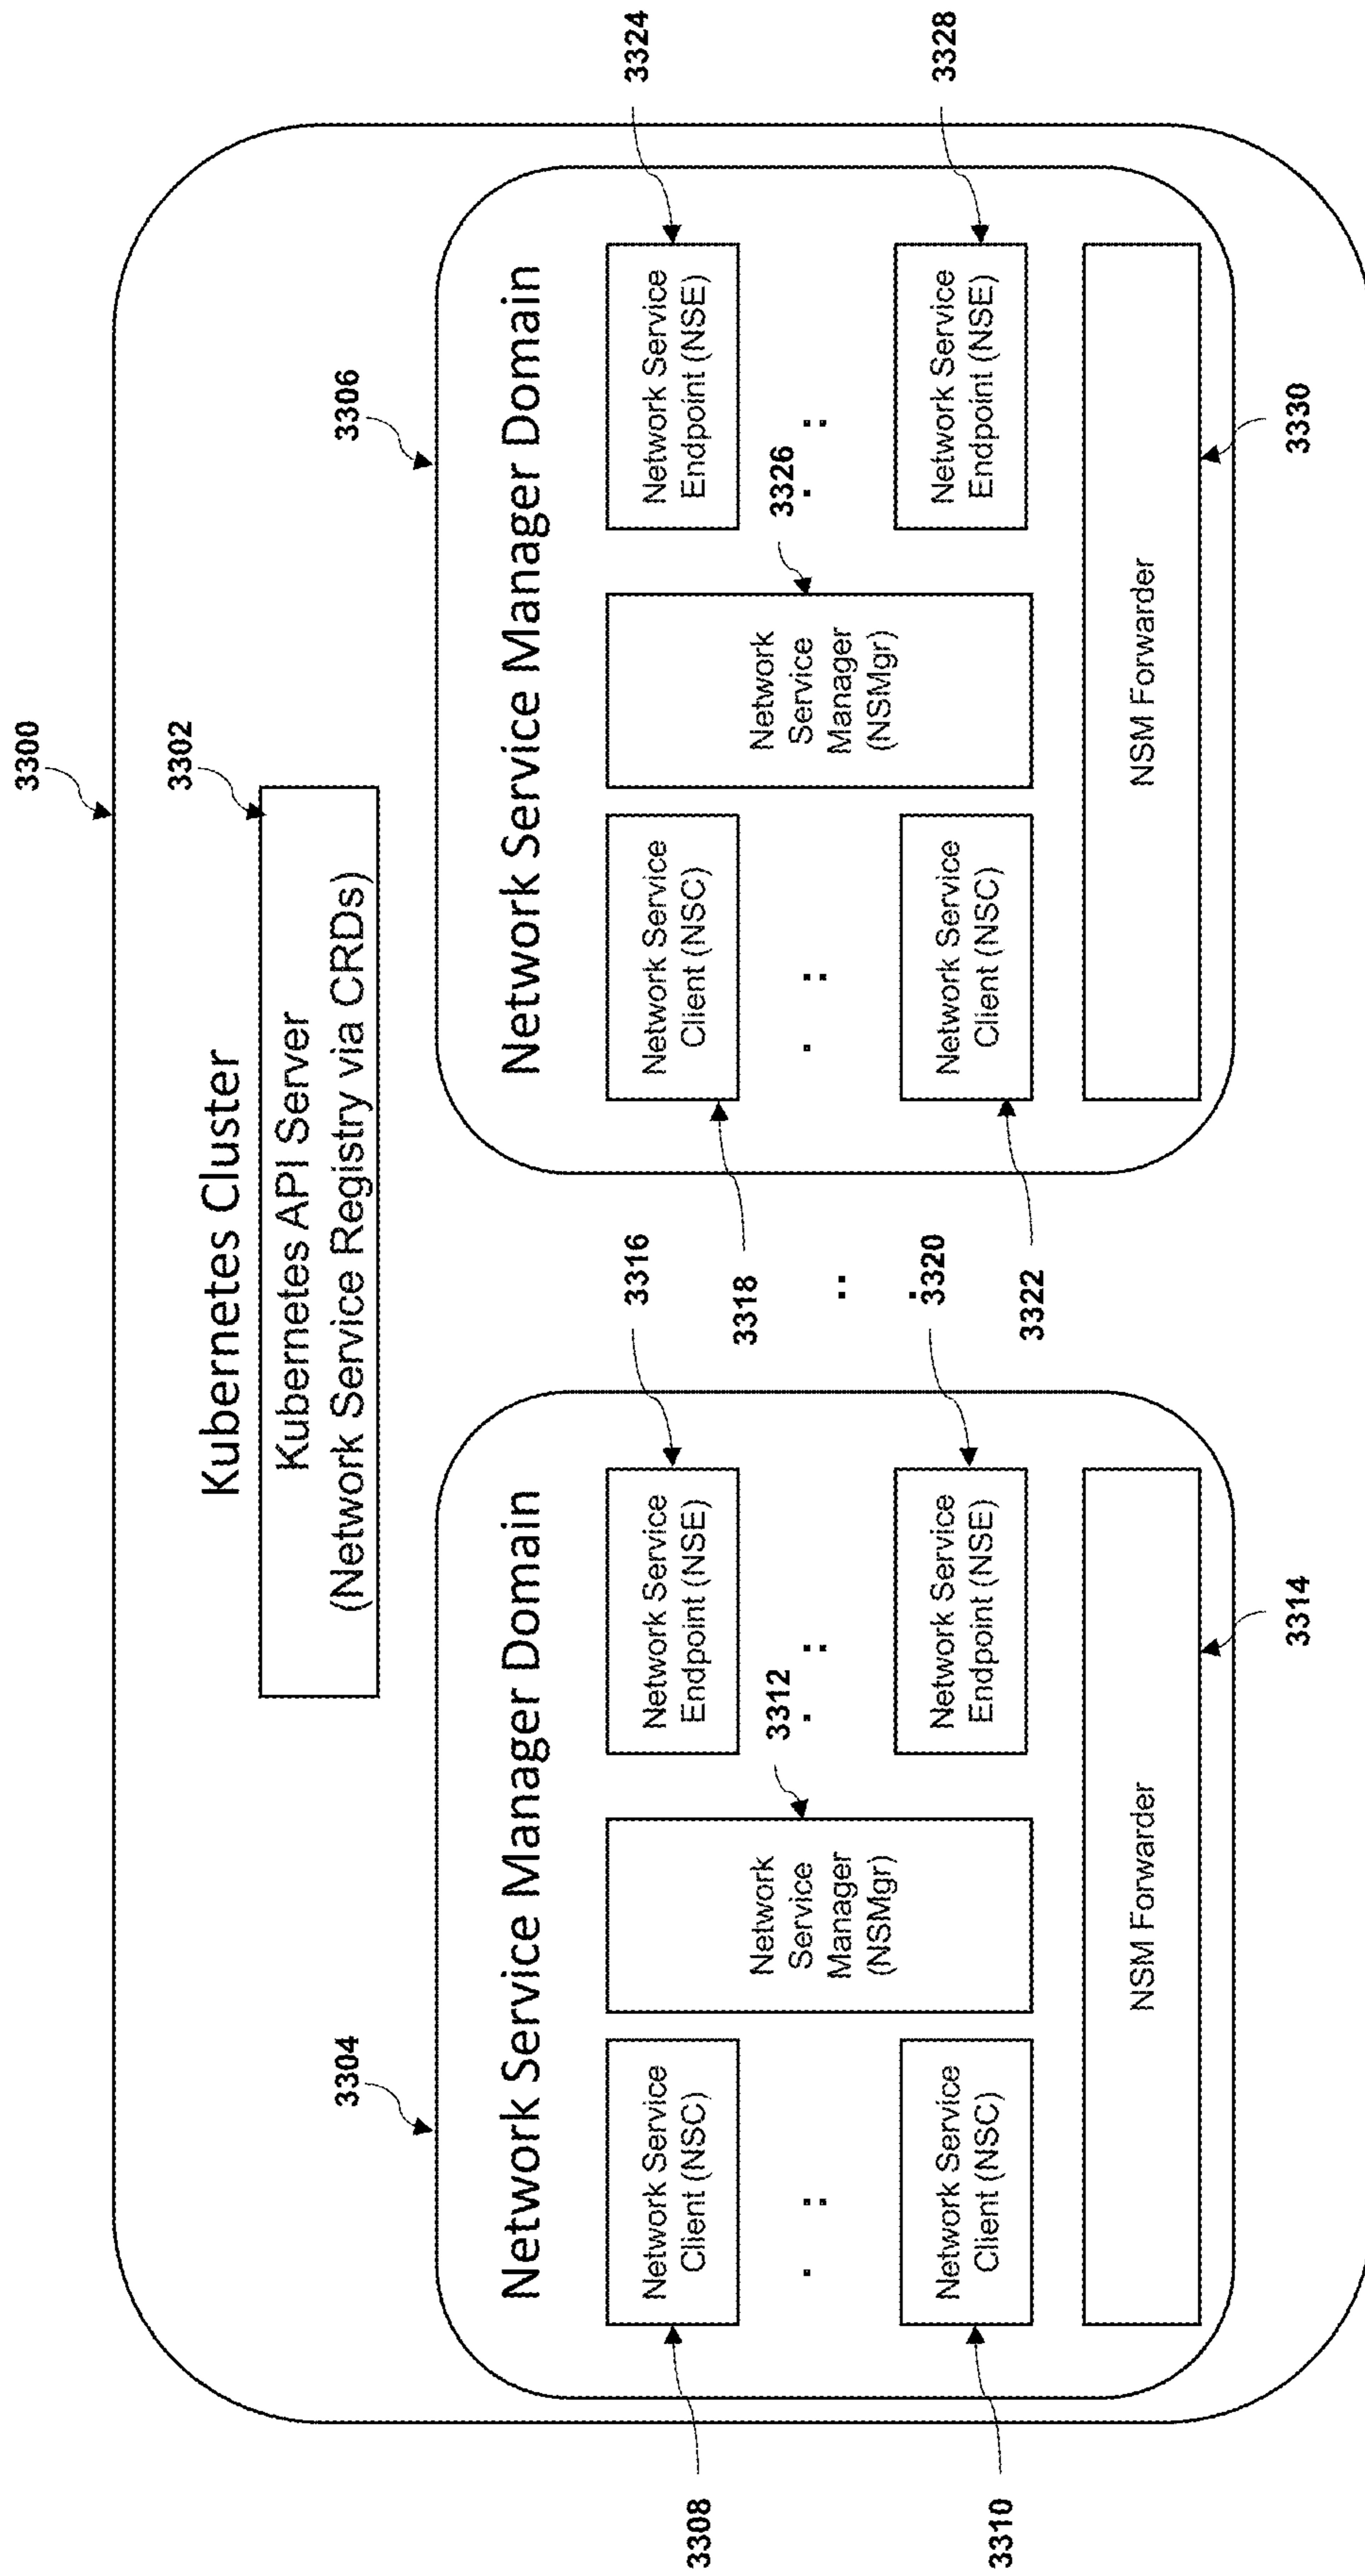 3300
Kubernetes Cluster
3302
Kubernetes API Server
(Network Service Registry via CRDs)
3304
Network Service Manager Domain
3308
Network Service
Client (NSC)
3310
Network Service
Client (NSC)
3312
Network
Service
Manager
(NSMgr)
3316
Network Service
Endpoint (NSE)
3320
Network Service
Endpoint (NSE)
NSM Forwarder
3314
3306
Network Service Manager Domain
3318
Network Service
Client (NSC)
3322
Network Service
Client (NSC)
3326
Network
Service
Manager
(NSMgr)
3324
Network Service
Endpoint (NSE)
3328
Network Service
Endpoint (NSE)
NSM Forwarder
3330